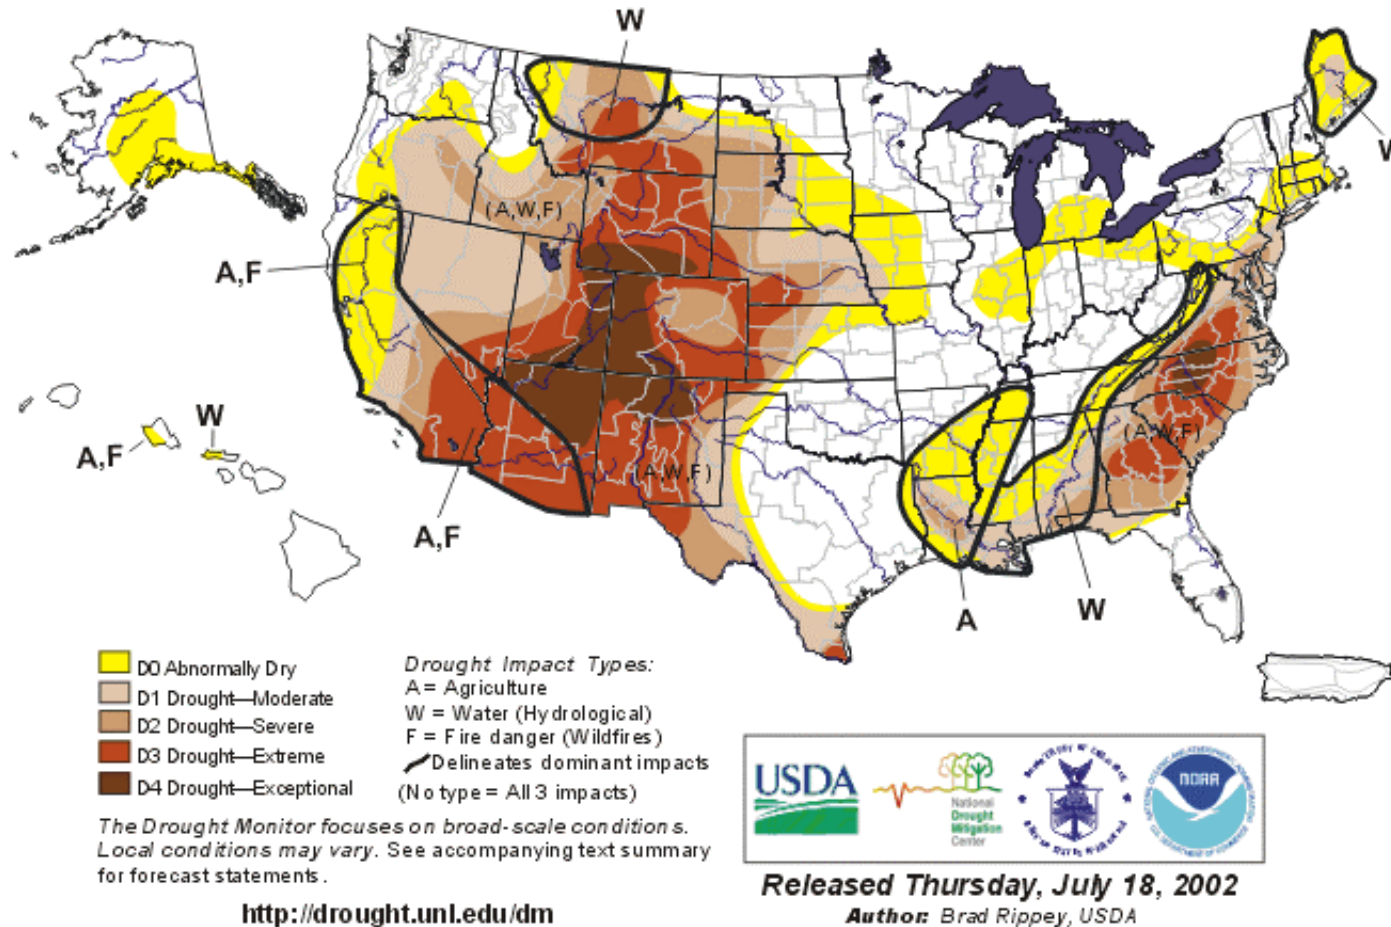 W
W
(A,W,F)
A,F
W
A,F
(A,W,F)
(A,W,F)
A,F
A
W
D0 Abnormally Dry
D1 Drought—Moderate
D2 Drought—Severe
D3 Drought—Extreme
D4 Drought—Exceptional
Drought Impact Types:
A = Agriculture
W = Water (Hydrological)
F = Fire danger (Wildfires)
Delineates dominant impacts
(No type = All 3 impacts)
The Drought Monitor focuses on broad-scale conditions.
Local conditions may vary. See accompanying text summary
for forecast statements.
http://drought.unl.edu/dm
USDA
National
Drought
Mitigation
Center
NOAA
Released Thursday, July 18, 2002
Author: Brad Rippey, USDA